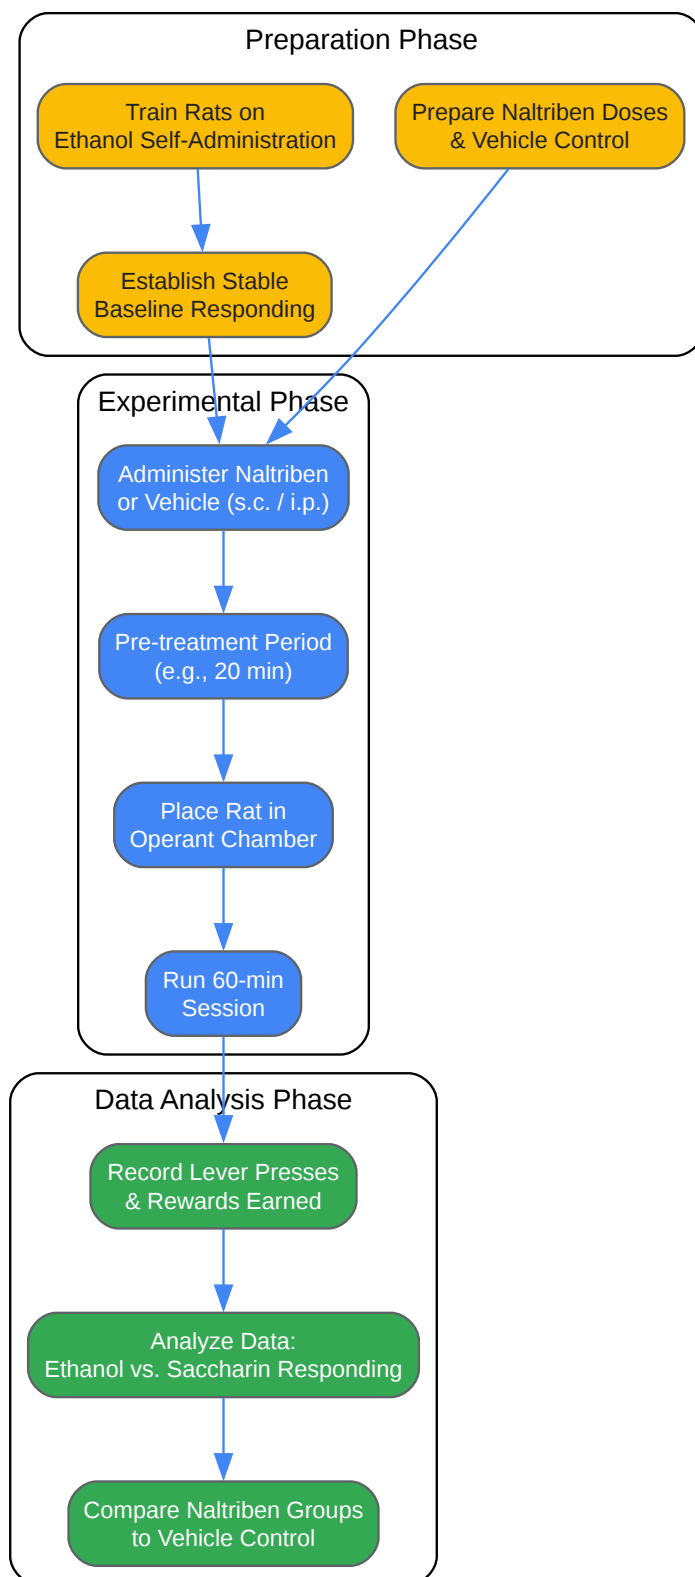 Preparation Phase
Train Rats on
Ethanol Self-Administration
Prepare Naltriben Doses
& Vehicle Control
Establish Stable
Baseline Responding
Experimental Phase
Administer Naltriben
or Vehicle (s.c. / i.p.)
Pre-treatment Period
(e.g., 20 min)
Place Rat in
Operant Chamber
Run 60-min
Session
Data Analysis Phase
Record Lever Presses
& Rewards Earned
Analyze Data:
Ethanol vs. Saccharin Responding
Compare Naltriben Groups
to Vehicle Control